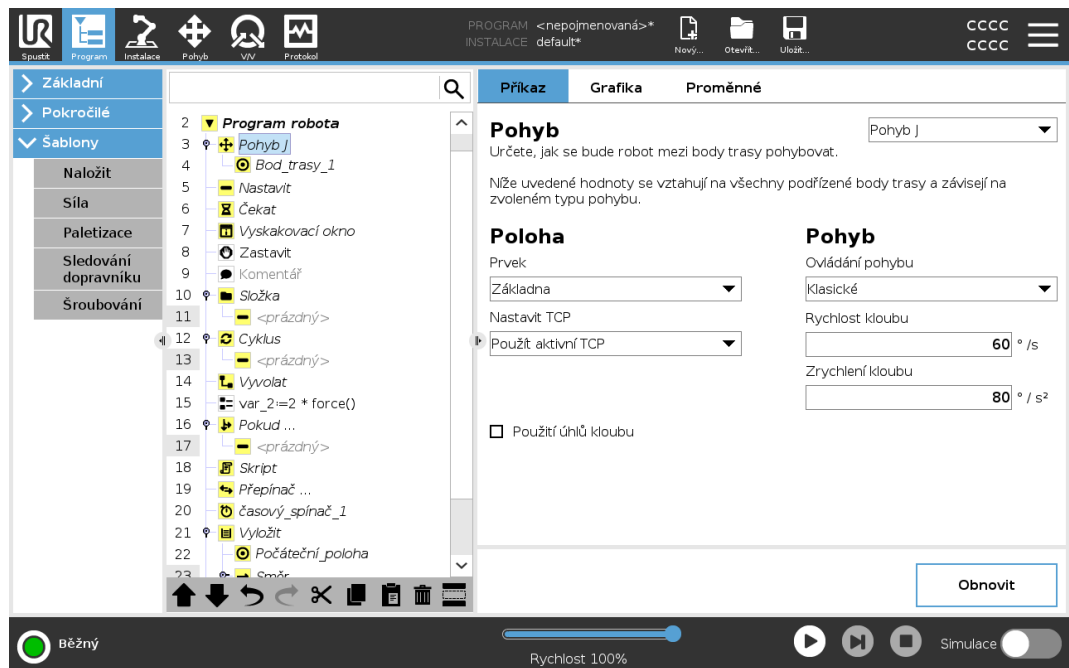 PROGRAM <nepojmenovaná>*
INSTALACE default*
CCCC
CCCC
Spustit
Program
Instalace
Pohyb
V/V
Protokol
Nový...
Otevřít...
Uložit...
Základní
Pokročilé
Šablony
Naložit
Síla
Paletizace
Sledování
dopravníku
Šroubování
2 Program robota
3 Pohyb J
4 Bod_trasy_1
5 Nastavit
6 Čekat
7 Vyskakovací okno
8 Zastavit
9 Komentář
10 Složka
11 <prázdný>
12 Cyklus
13 <prázdný>
14 Vyvolat
15 var_2:=2 * force()
16 Pokud ...
17 <prázdný>
18 Skript
19 Přepínač ...
20 časový_spínač_1
21 Vyložit
22 Počáteční_poloha
23 Směr
Příkaz
Grafika
Proměnné
Pohyb
Pohyb J
Určete, jak se bude robot mezi body trasy pohybovat.
Níže uvedené hodnoty se vztahují na všechny podřízené body trasy a závisejí na
zvoleném typu pohybu.
Poloha
Prvek
Základna
Nastavit TCP
Použít aktivní TCP
Použití úhlů kloubu
Pohyb
Ovládání pohybu
Klasické
Rychlost kloubu
60 ° /s
Zrychlení kloubu
80 ° / s²
Obnovit
Běžný
Rychlost 100%
Simulace